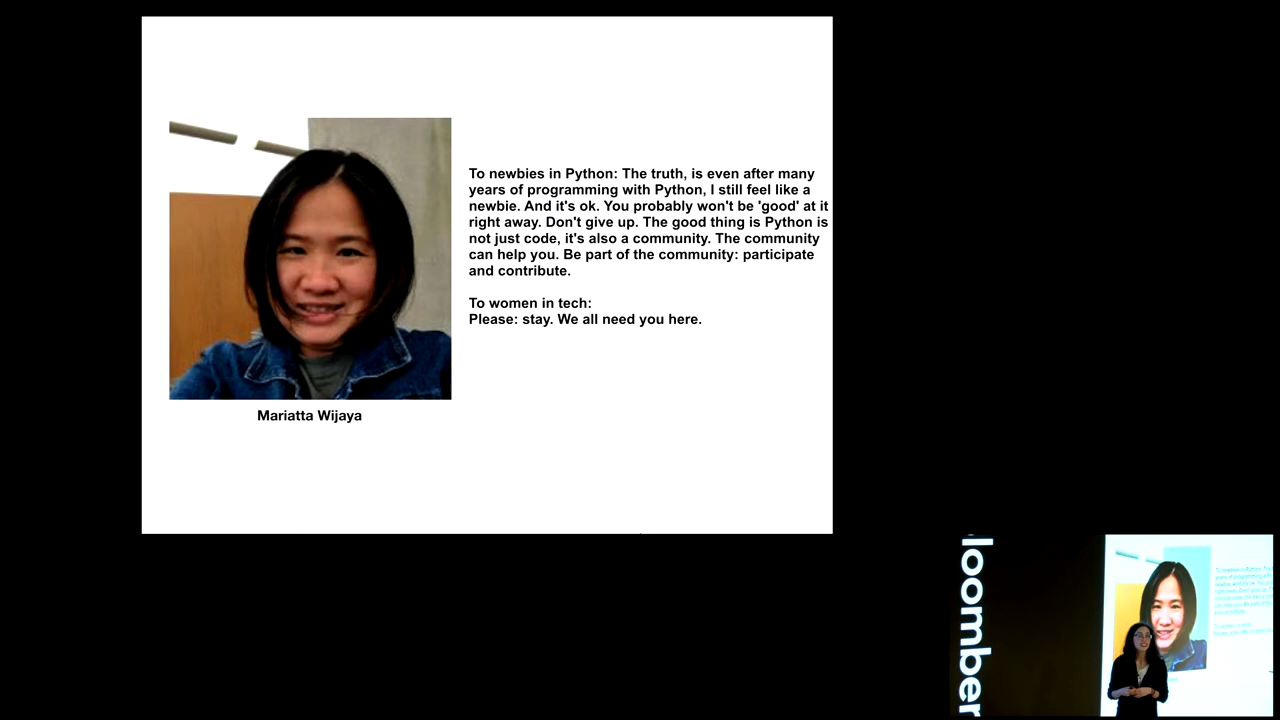 To newbies in Python: The truth, is even after many
years of programming with Python, I still feel like a
newbie. And it's ok. You probably won't be 'good' at it
right away. Don't give up. The good thing is Python is
not just code, it's also a community. The community
can help you. Be part of the community: participate
and contribute.
To women in tech:
Please: stay. We all need you here.
Mariatta Wijaya
loomber